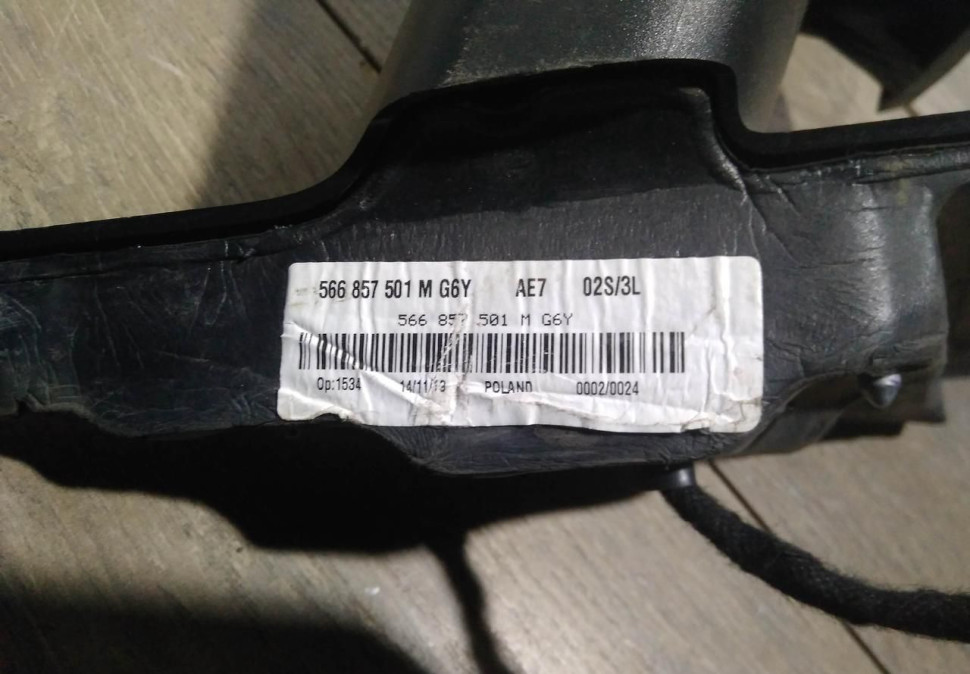 566 857 501 M G6Y AE7 02S/3L
566 857 501 M G6Y
Op:1534 14/11/13 POLAND 0002/0024